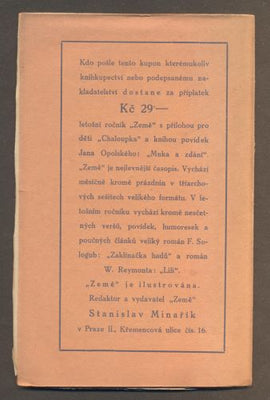 Kdo pošle tento kupon kterémukoliv
knihkupectví nebo podepsanému na-
kladatelství dostane za příplatek
Kč 29·—
letošní ročník „Země" s přílohou pro
děti „Chaloupka" a knihou povídek
Jana Opolského: „Muka a zdání".
„Země" je nejlevnější časopis. Vychází
měsíčně kromě prázdnin v tříarchov-
ých sešitech velikého formátu. V le-
tošním ročníku vychází kromě nesčet-
ných veršů, povídek, humoresek a
poučných článků veliký román F. So-
logub: „Zaklínačka hadů" a román
W. Reymonta: „Lili".
„Země" je ilustrována.
Redaktor a vydavatel „Země"
Stanislav Minařík
v Praze II., Křemencová ulice čís. 16.